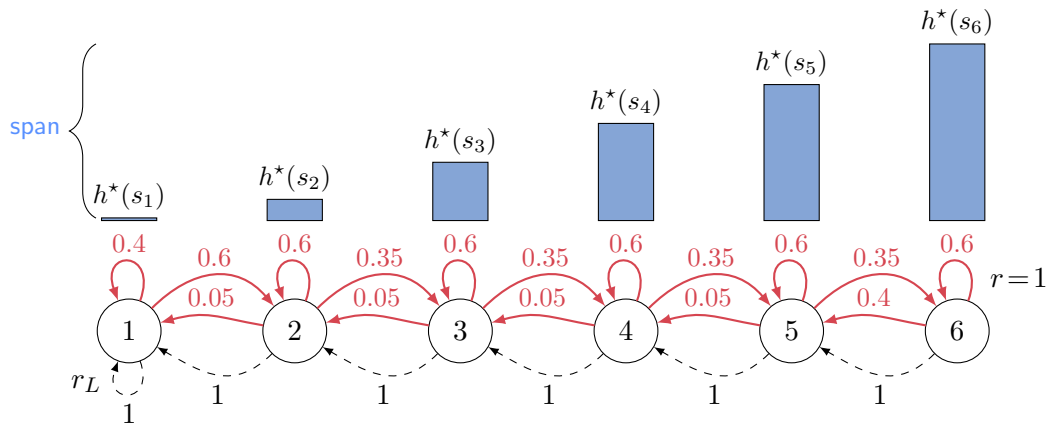 h⋆(s₆)
h⋆(s₅)
h⋆(s₄)
span
h⋆(s₃)
h⋆(s₂)
h⋆(s₁)
0.4 0.6 0.6 0.35 0.6 0.35 0.6 0.35 0.6 0.35 0.6
r = 1
0.05 0.05 0.05 0.05 0.4
1 2 3 4 5 6
r_L
1 1 1 1 1
1